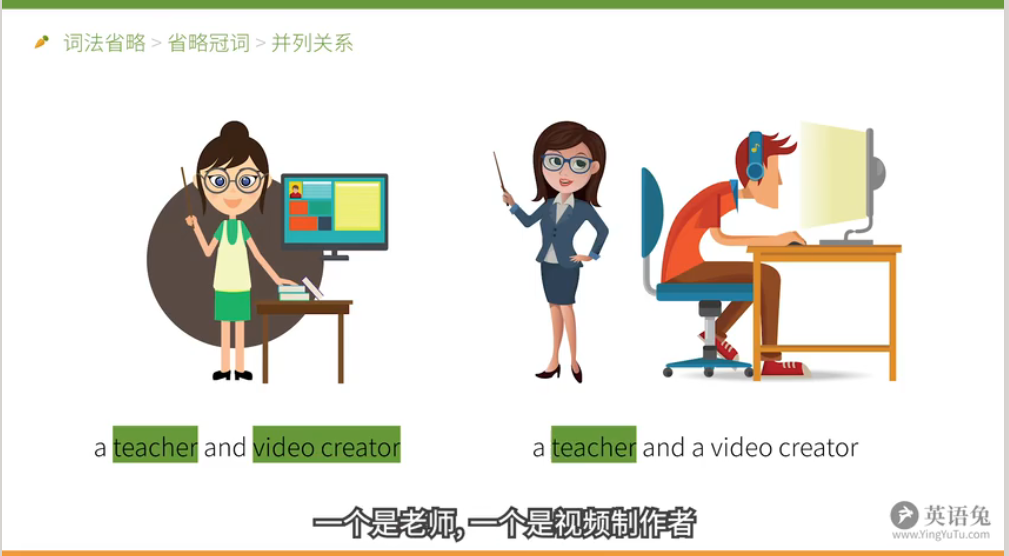 词法省略 > 省略冠词 > 并列关系
a teacher and video creator
a teacher and a video creator
一个是老师, 一个是视频制作者
英语兔
www.YingYuTu.com